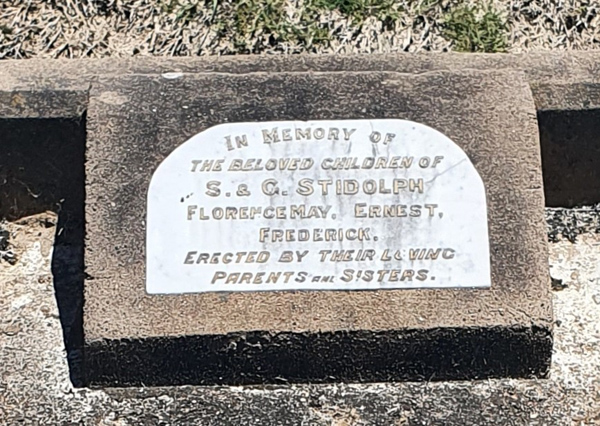 IN MEMORY OF
THE BELOVED CHILDREN OF
S. & G. STIDOLPH
FLORENCE MAY, ERNEST,
FREDERICK.
ERECTED BY THEIR LOVING
PARENTS AND SISTERS.